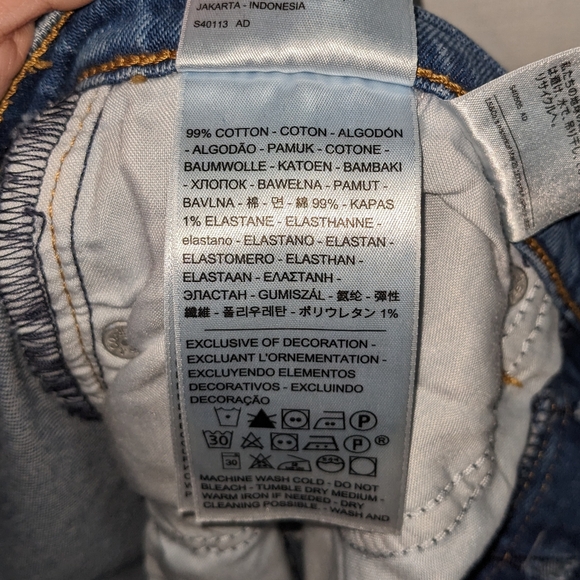 JAKARTA - INDONESIA
S40113 AD
99% COTTON - COTON - ALGODÓN
- ALGODÃO - PAMUK - COTONE -
BAUMWOLLE - KATOEN - BAMBAKI
- ХЛОПОК - BAWEŁNA - PAMUT -
BAVLNA - 棉 - 면 - 綿 99% - KAPAS
1% ELASTANE - ELASTHANNE -
elastano - ELASTANO - ELASTAN -
ELASTOMERO - ELASTHAN -
ELASTAAN - ΕΛΑΣΤΑΝΗ -
ЭЛАСТАН - GUMISZÁL - 氨纶 - 彈性
纖維 - 폴리우레탄 - ポリウレタン 1%
EXCLUSIVE OF DECORATION -
EXCLUANT L'ORNEMENTATION -
EXCLUYENDO ELEMENTOS
DECORATIVOS - EXCLUINDO
DECORAÇÃO
P
30 P ®
30
MACHINE WASH COLD - DO NOT
BLEACH - TUMBLE DRY MEDIUM -
WARM IRON IF NEEDED - DRY
CLEANING POSSIBLE - WASH AND